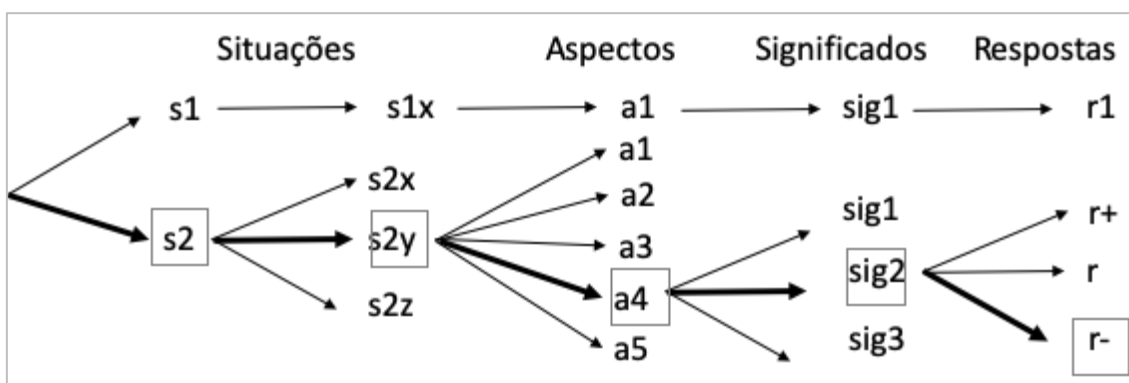 Situações Aspectos Significados Respostas
s1 s1x a1 sig1 r1
a1
s2x
a2 sig1 r+
s2 s2y a3
sig2 r
a4
s2z
sig3 r-
a5